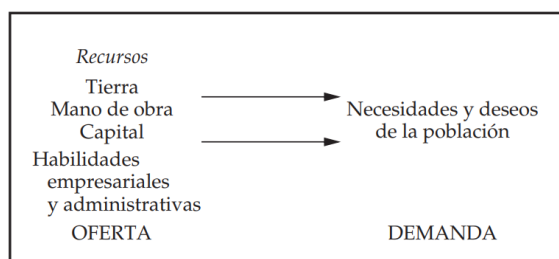 Recursos
Tierra
Mano de obra
Capital
Habilidades
empresariales
y administrativas
OFERTA
Necesidades y deseos
de la población
DEMANDA